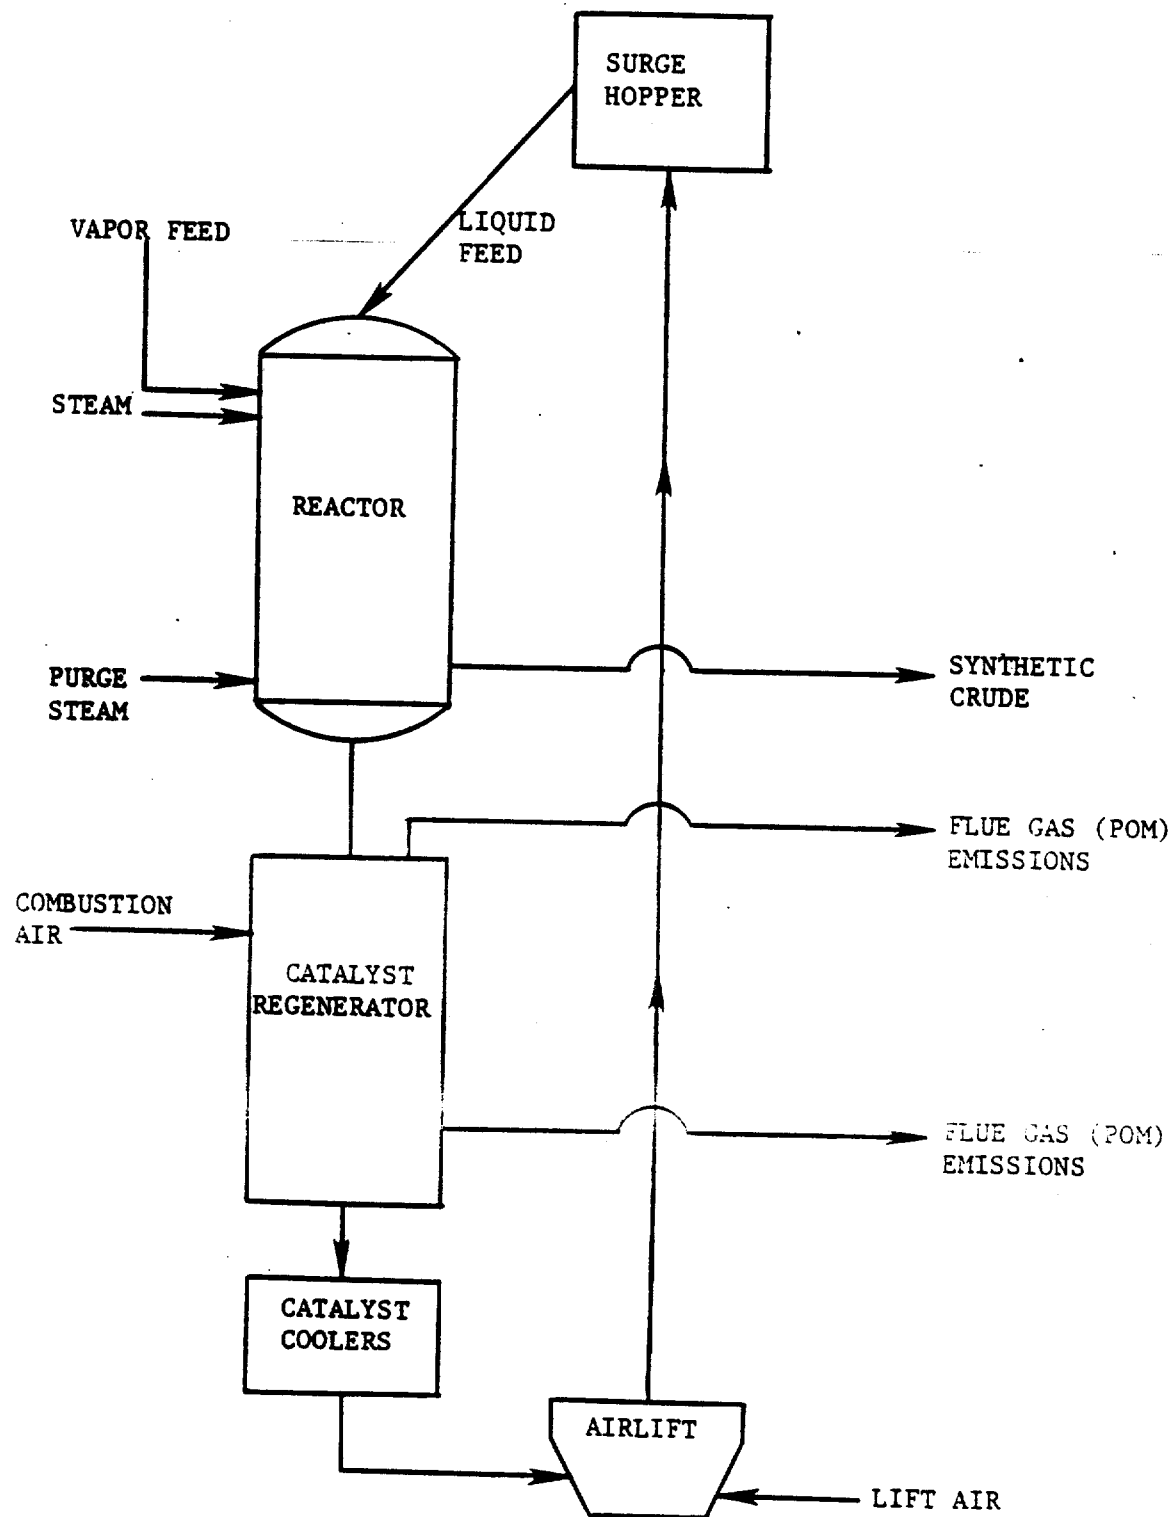 SURGE
HOPPER
VAPOR FEED
LIQUID
FEED
STEAM
REACTOR
PURGE
STEAM
SYNTHETIC
CRUDE
FLUE GAS (POM)
EMISSIONS
COMBUSTION
AIR
CATALYST
REGENERATOR
FLUE GAS (POM)
EMISSIONS
CATALYST
COOLERS
AIRLIFT
LIFT AIR